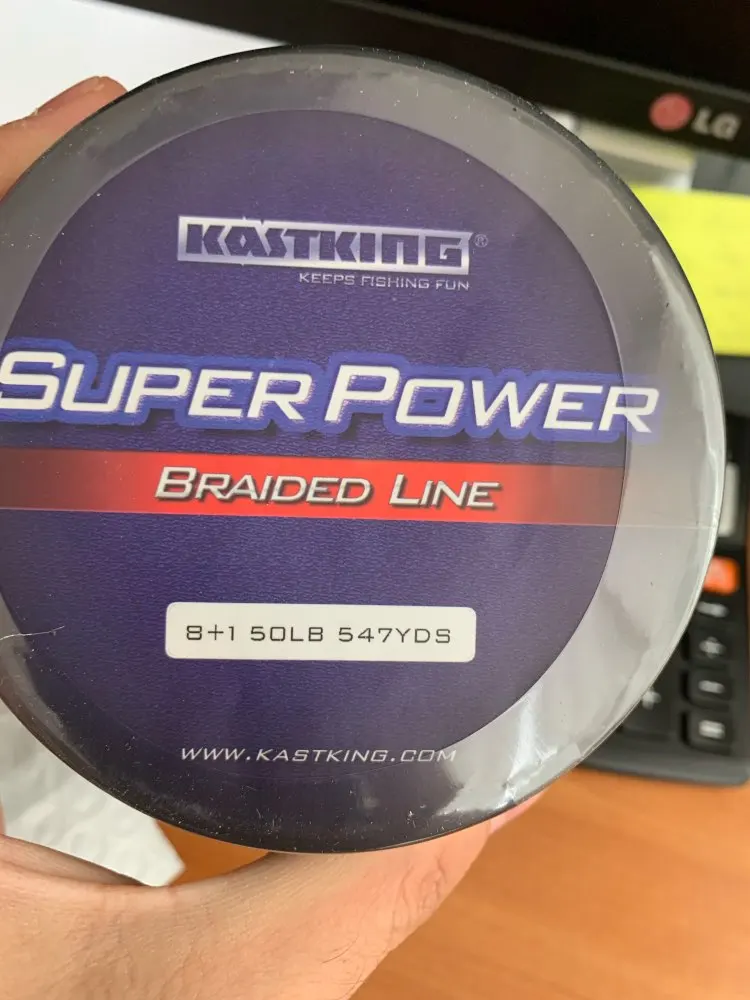 LG
KASTKING®
KEEPS FISHING FUN
SUPER POWER
BRAIDED LINE
8+1 50LB 547YDS
WWW.KASTKING.COM